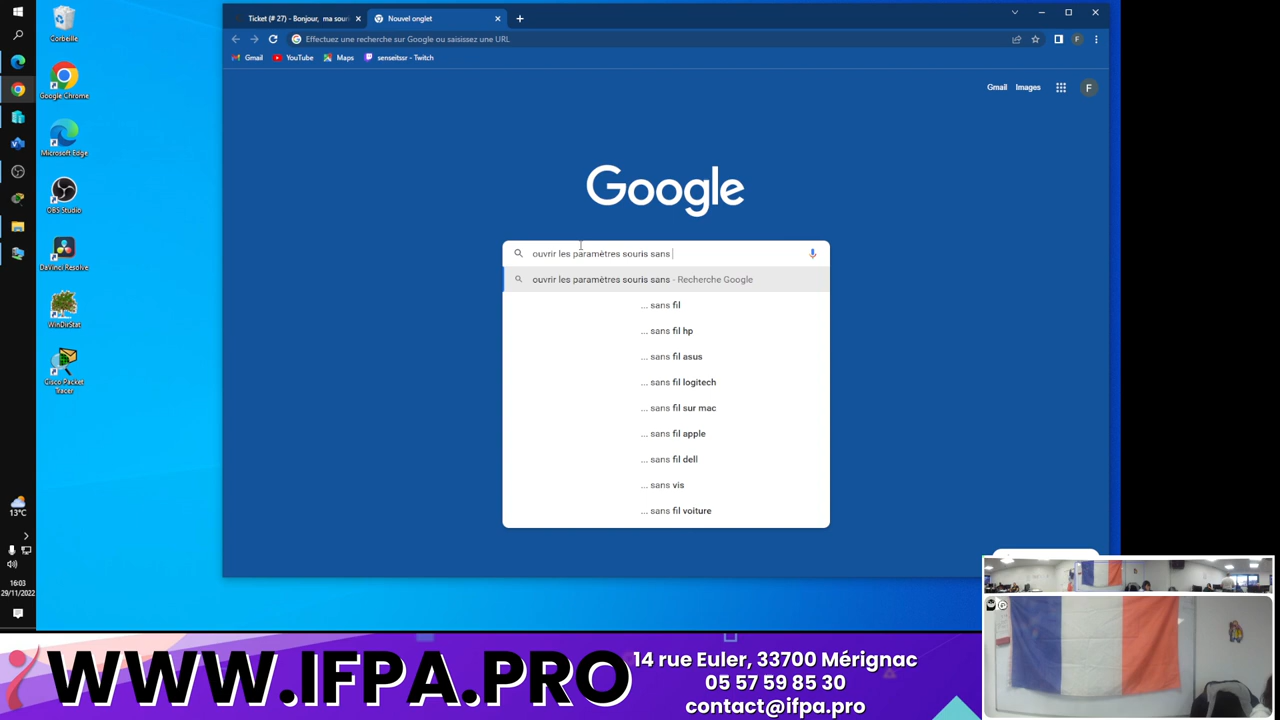 Corbeille
Google Chrome
Microsoft Edge
OBS Studio
DaVinci Resolve
WinDirStat
Cisco Packet
Tracer
13°C
16:03
29/11/2022
Ticket (# 27) - Bonjour, ma sour
Nouvel onglet
Effectuez une recherche sur Google ou saisissez une URL
F
Gmail
YouTube
Maps
senseitssr - Twitch
Gmail
Images
F
Google
ouvrir les paramètres souris sans
ouvrir les paramètres souris sans - Recherche Google
... sans fil
... sans fil hp
... sans fil asus
... sans fil logitech
... sans fil sur mac
... sans fil apple
... sans fil dell
... sans vis
... sans fil voiture
WWW.IFPA.PRO
14 rue Euler, 33700 Mérignac
05 57 59 85 30
contact@ifpa.pro